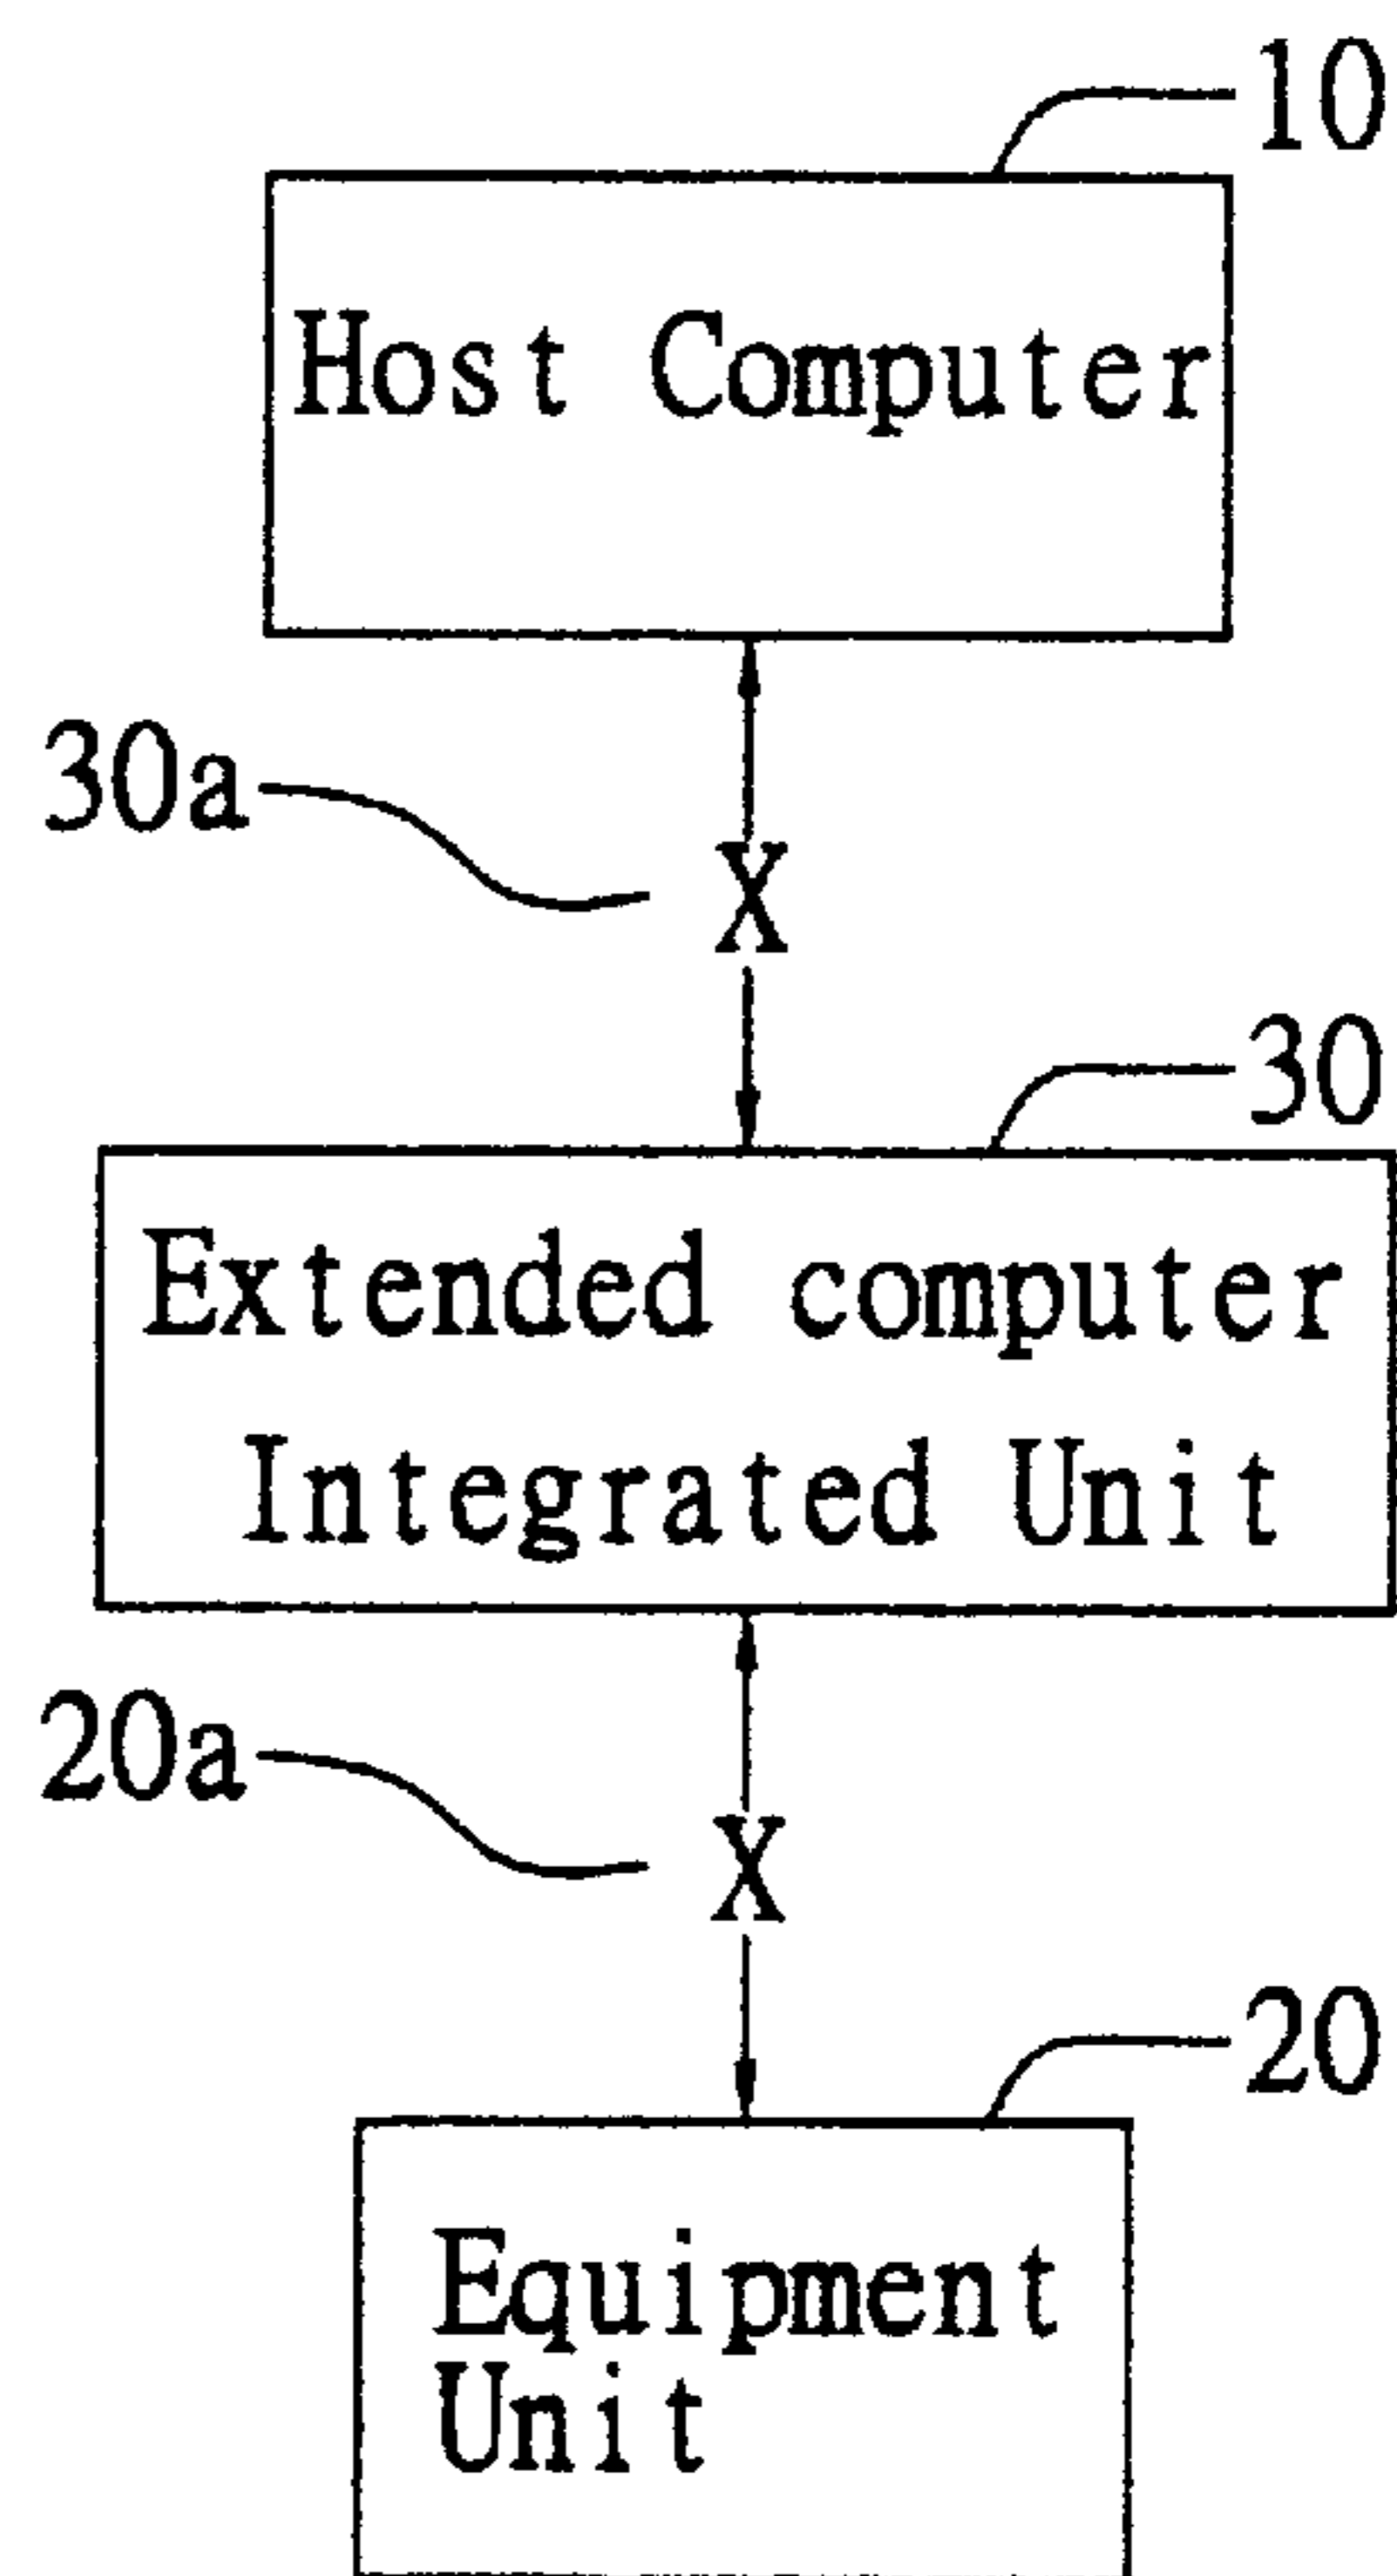 10
Host Computer
30a
X
30
Extended computer
Integrated Unit
20a
X
20
Equipment
Unit